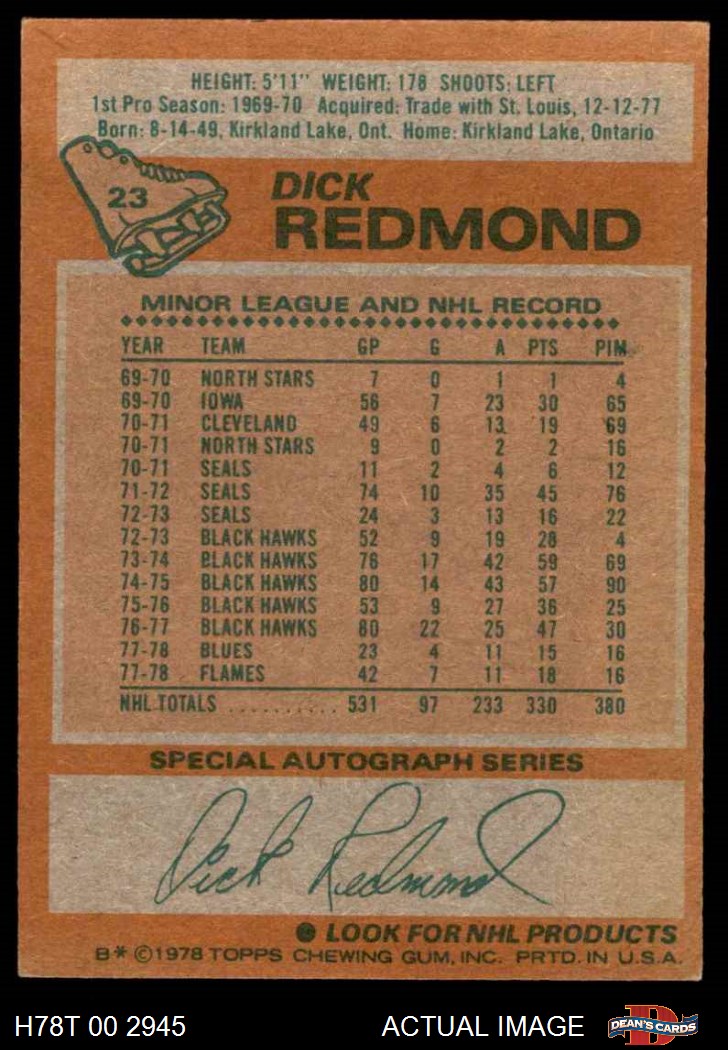 HEIGHT: 5'11" WEIGHT: 178 SHOOTS: LEFT
1st Pro Season: 1969-70 Acquired: Trade with St. Louis, 12-12-77
Born: 8-14-49, Kirkland Lake, Ont. Home: Kirkland Lake, Ontario
23
DICK
REDMOND
MINOR LEAGUE AND NHL RECORD
YEAR TEAM GP G A PTS PIM
69-70 NORTH STARS 7 0 1 1 4
69-70 IOWA 56 7 23 30 65
70-71 CLEVELAND 49 6 13 19 69
70-71 NORTH STARS 9 0 2 2 16
70-71 SEALS 11 2 4 6 12
71-72 SEALS 74 10 35 45 76
72-73 SEALS 24 3 13 16 22
72-73 BLACK HAWKS 52 9 19 28 4
73-74 BLACK HAWKS 76 17 42 59 69
74-75 BLACK HAWKS 80 14 43 57 90
75-76 BLACK HAWKS 53 9 27 36 25
76-77 BLACK HAWKS 80 22 25 47 30
77-78 BLUES 23 4 11 15 16
77-78 FLAMES 42 7 11 18 16
NHL TOTALS .......... 531 97 233 330 380
SPECIAL AUTOGRAPH SERIES
Dick Redmond
● LOOK FOR NHL PRODUCTS
B* ©1978 TOPPS CHEWING GUM, INC. PRTD. IN U.S.A.
H78T 00 2945 ACTUAL IMAGE D DEAN'S CARDS